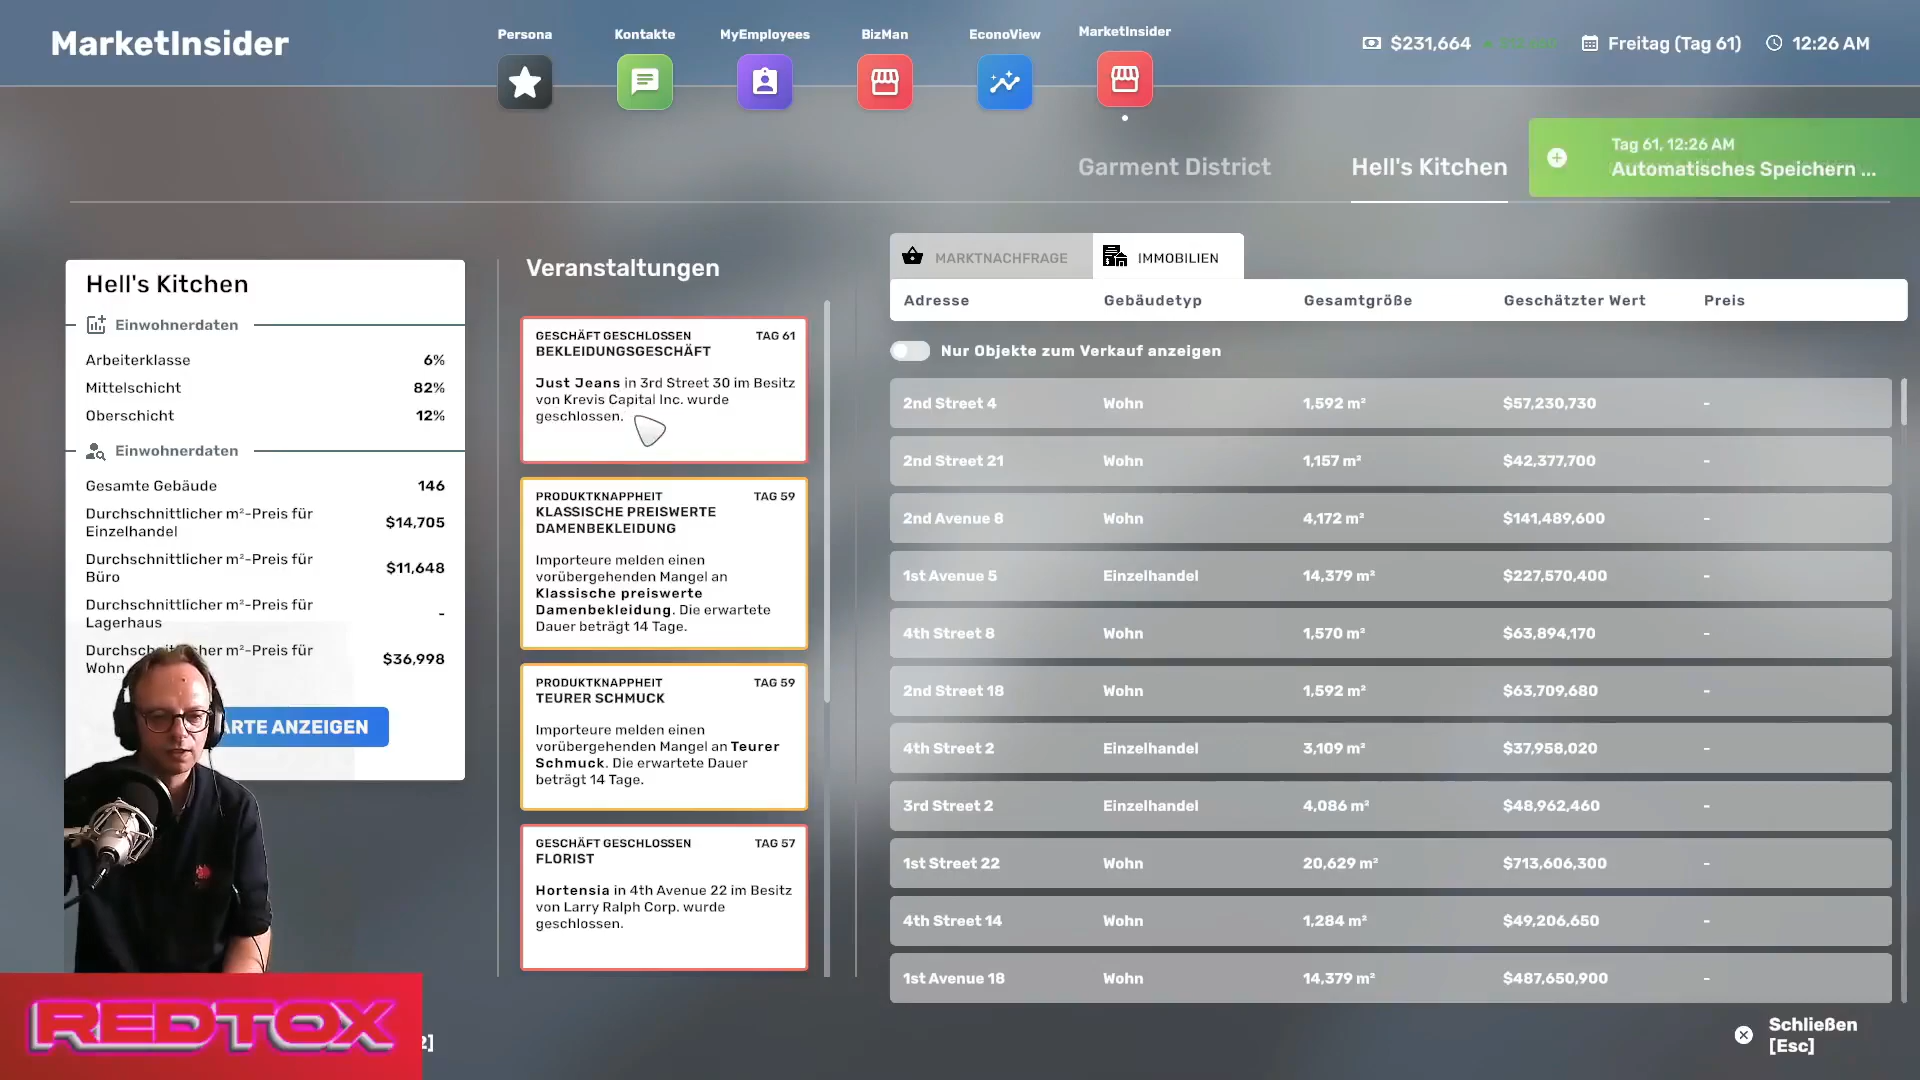 MarketInsider
Persona
Kontakte
MyEmployees
BizMan
EconoView
MarketInsider
$231,664
Freitag (Tag 61)
12:26 AM
Garment District
Hell's Kitchen
Tag 61, 12:26 AM
Automatisches Speichern ...
Hell's Kitchen
Einwohnerdaten
Arbeiterklasse 6%
Mittelschicht 82%
Oberschicht 12%
Einwohnerdaten
Gesamte Gebäude 146
Durchschnittlicher m²-Preis für
Einzelhandel $14,705
Durchschnittlicher m²-Preis für
Büro $11,648
Durchschnittlicher m²-Preis für
Lagerhaus -
m²-Preis für
Wohn $36,998
ARTE ANZEIGEN
REDTOX
2]
Veranstaltungen
GESCHÄFT GESCHLOSSEN TAG 61
BEKLEIDUNGSGESCHÄFT
Just Jeans in 3rd Street 30 im Besitz
von Krevis Capital Inc. wurde
geschlossen.
PRODUKTKNAPPHEIT TAG 59
KLASSISCHE PREISWERTE
DAMENBEKLEIDUNG
Importeure melden einen
vorübergehenden Mangel an
Klassische preiswerte
Damenbekleidung. Die erwartete
Dauer beträgt 14 Tage.
PRODUKTKNAPPHEIT TAG 59
TEURER SCHMUCK
Importeure melden einen
vorübergehenden Mangel an Teurer
Schmuck. Die erwartete Dauer
beträgt 14 Tage.
GESCHÄFT GESCHLOSSEN TAG 57
FLORIST
Hortensia in 4th Avenue 22 im Besitz
von Larry Ralph Corp. wurde
geschlossen.
MARKTNACHFRAGE
IMMOBILIEN
Adresse Gebäudetyp Gesamtgröße Geschätzter Wert Preis
Nur Objekte zum Verkauf anzeigen
2nd Street 4 Wohn 1,592 m² $57,230,730 -
2nd Street 21 Wohn 1,157 m² $42,377,700 -
2nd Avenue 8 Wohn 4,172 m² $141,489,600 -
1st Avenue 5 Einzelhandel 14,379 m² $227,570,400 -
4th Street 8 Wohn 1,570 m² $63,894,170 -
2nd Street 18 Wohn 1,592 m² $63,709,680 -
4th Street 2 Einzelhandel 3,109 m² $37,958,020 -
3rd Street 2 Einzelhandel 4,086 m² $48,962,460 -
1st Street 22 Wohn 20,629 m² $713,606,300 -
4th Street 14 Wohn 1,284 m² $49,206,650 -
1st Avenue 18 Wohn 14,379 m² $487,650,900 -
Schließen
[Esc]